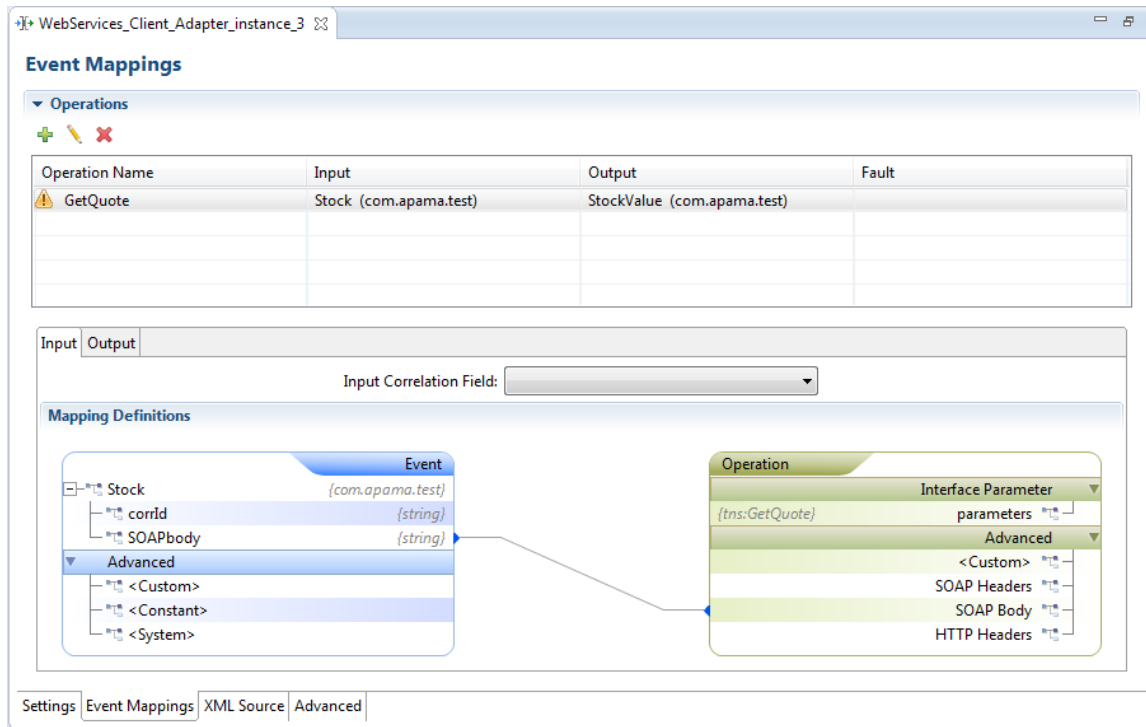 WebServices_Client_Adapter_instance_3
Event Mappings
Operations
Operation Name Input Output Fault
GetQuote Stock (com.apama.test) StockValue (com.apama.test)
Input Output
Input Correlation Field:
Mapping Definitions
Event Operation
Stock {com.apama.test} Interface Parameter
corrId {string} {tns:GetQuote} parameters
SOAPbody {string} Advanced
Advanced <Custom>
<Custom> SOAP Headers
<Constant> SOAP Body
<System> HTTP Headers
Settings Event Mappings XML Source Advanced